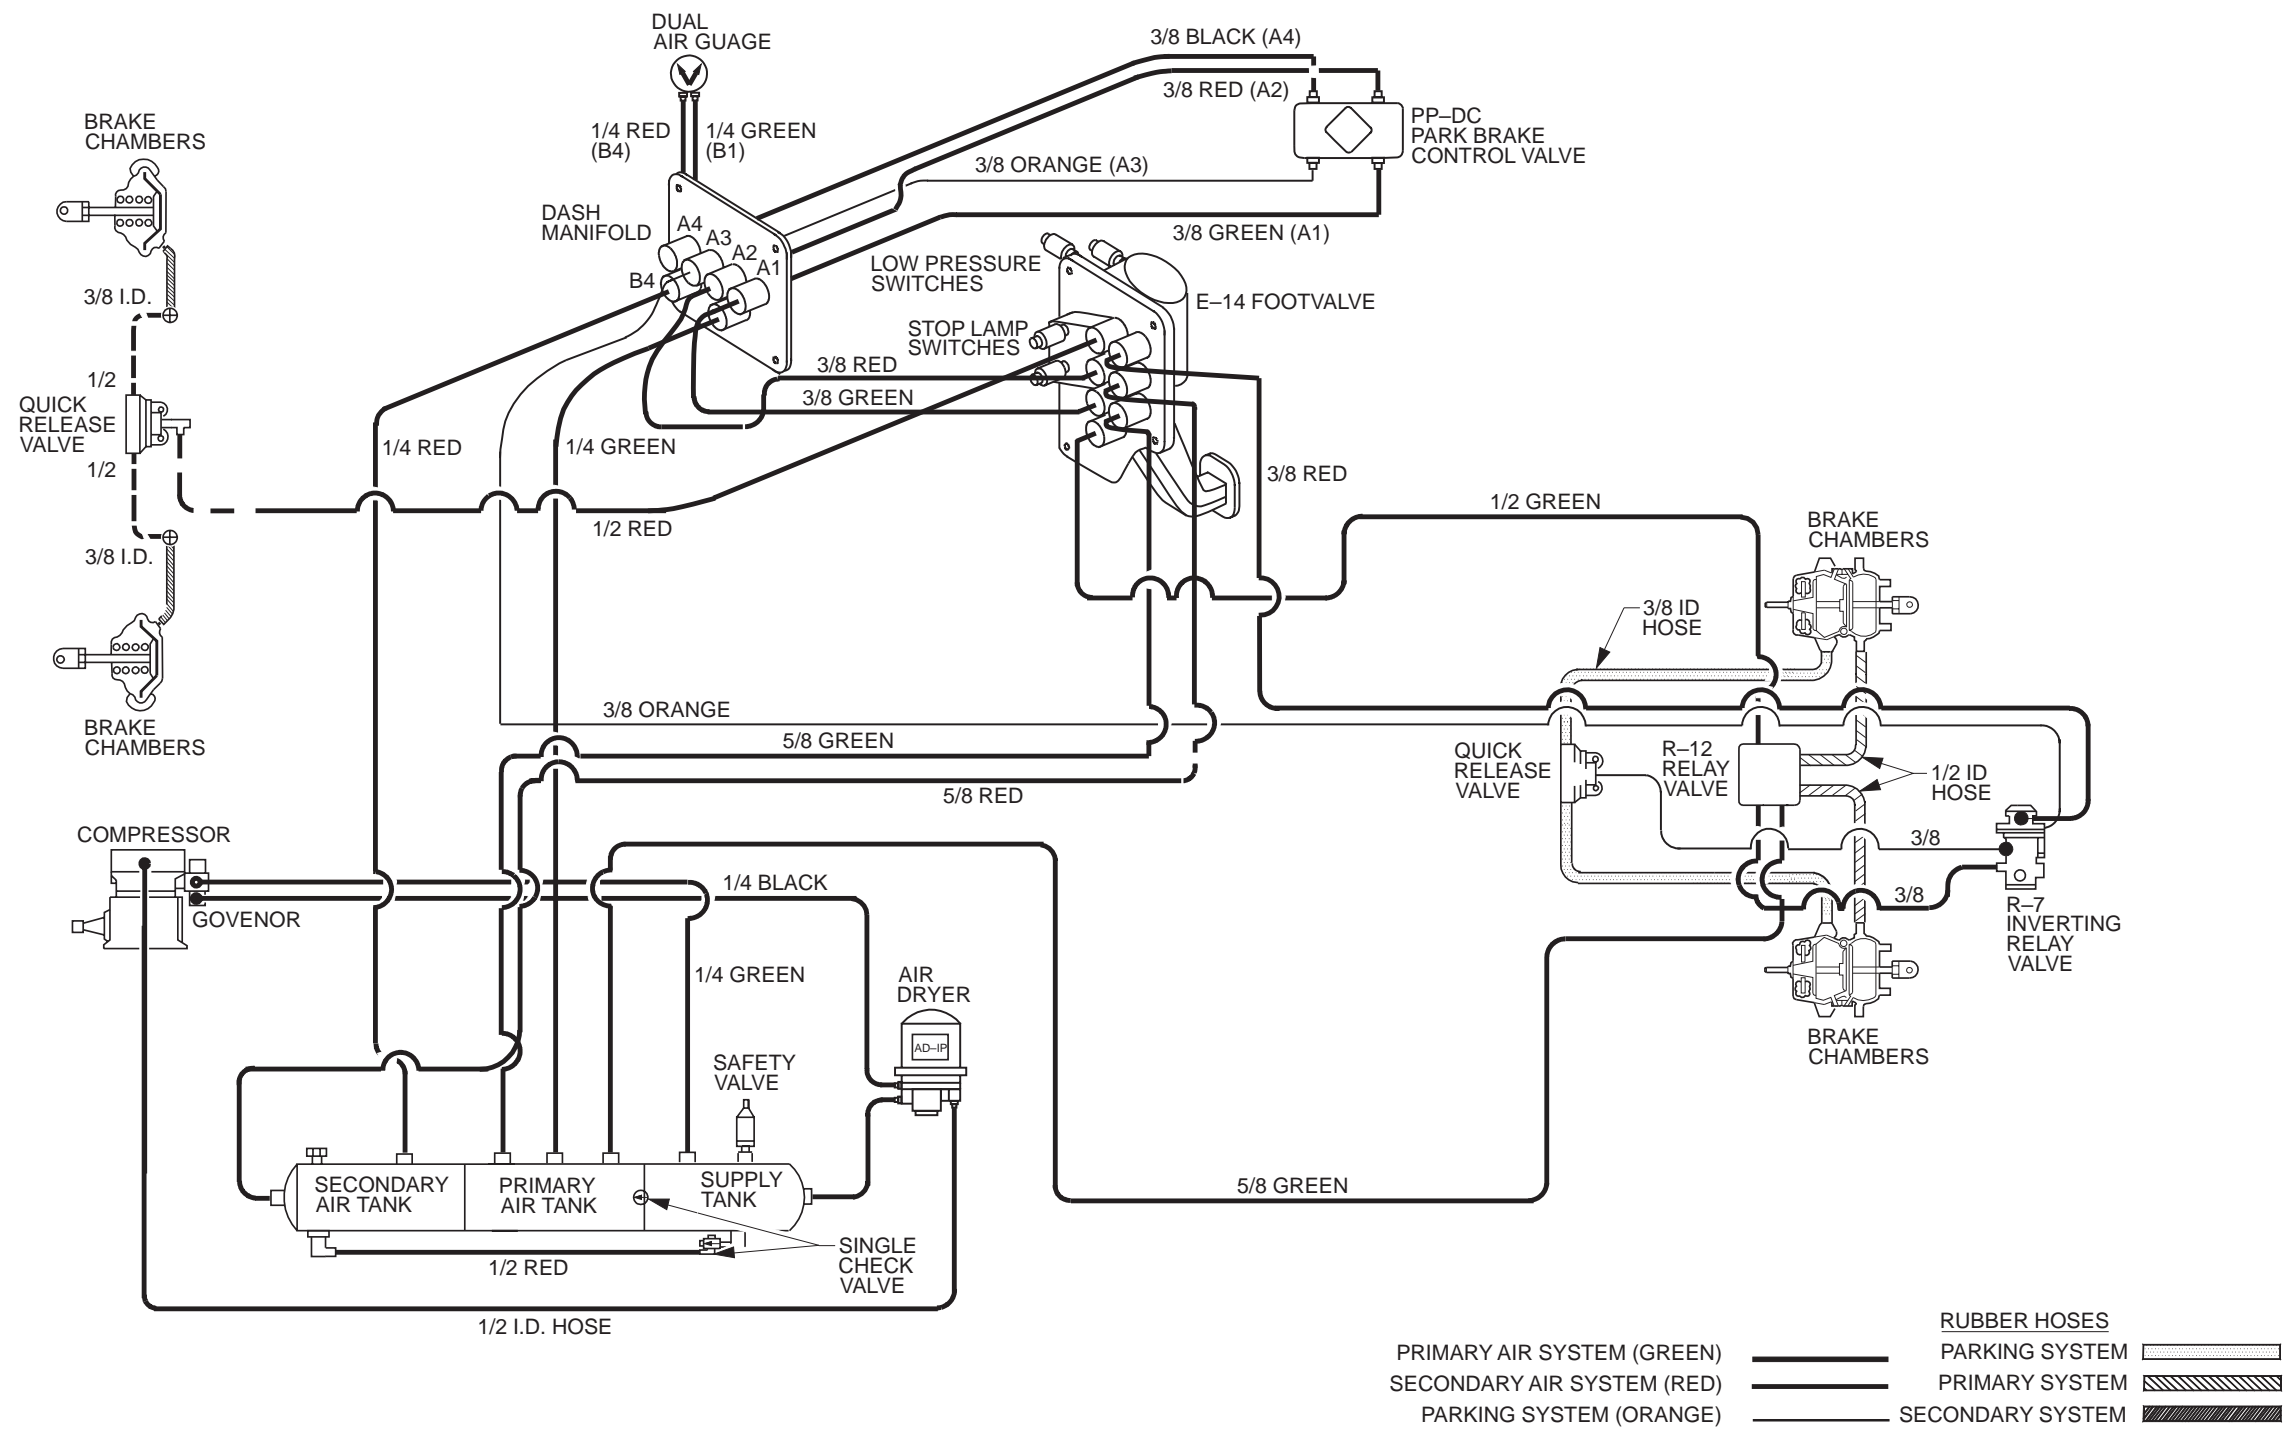 DUAL
AIR GUAGE
3/8 BLACK (A4)
3/8 RED (A2)
PP–DC
PARK BRAKE
CONTROL VALVE
BRAKE
CHAMBERS
1/4 RED
(B4)
1/4 GREEN
(B1)
3/8 ORANGE (A3)
DASH
MANIFOLD
A4
A3
A2
A1
B4
3/8 GREEN (A1)
LOW PRESSURE
SWITCHES
E–14 FOOTVALVE
3/8 I.D.
STOP LAMP
SWITCHES
3/8 RED
3/8 GREEN
1/2
QUICK
RELEASE
VALVE
1/2
1/4 RED
1/4 GREEN
3/8 RED
1/2 RED
1/2 GREEN
3/8 I.D.
BRAKE
CHAMBERS
3/8 ID
HOSE
BRAKE
CHAMBERS
3/8 ORANGE
5/8 GREEN
5/8 RED
QUICK
RELEASE
VALVE
R–12
RELAY
VALVE
1/2 ID
HOSE
COMPRESSOR
GOVENOR
1/4 BLACK
3/8
3/8
R–7
INVERTING
RELAY
VALVE
1/4 GREEN
AIR
DRYER
AD–IP
BRAKE
CHAMBERS
SAFETY
VALVE
SECONDARY
AIR TANK
PRIMARY
AIR TANK
SUPPLY
TANK
5/8 GREEN
SINGLE
CHECK
VALVE
1/2 RED
1/2 I.D. HOSE
RUBBER HOSES
PRIMARY AIR SYSTEM (GREEN)
PARKING SYSTEM
SECONDARY AIR SYSTEM (RED)
PRIMARY SYSTEM
PARKING SYSTEM (ORANGE)
SECONDARY SYSTEM